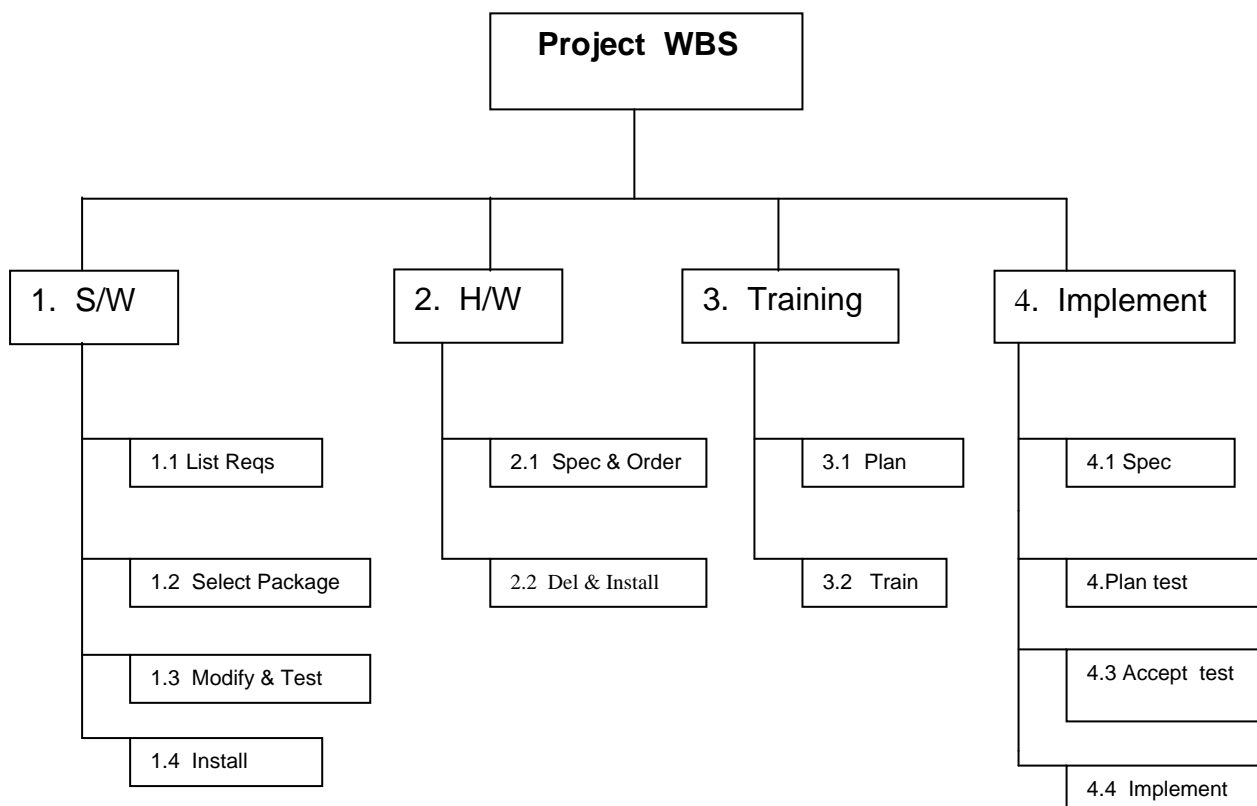 Project WBS
1. S/W
2. H/W
3. Training
4. Implement
1.1 List Reqs
2.1 Spec & Order
3.1 Plan
4.1 Spec
1.2 Select Package
2.2 Del & Install
3.2 Train
4.Plan test
1.3 Modify & Test
4.3 Accept test
1.4 Install
4.4 Implement